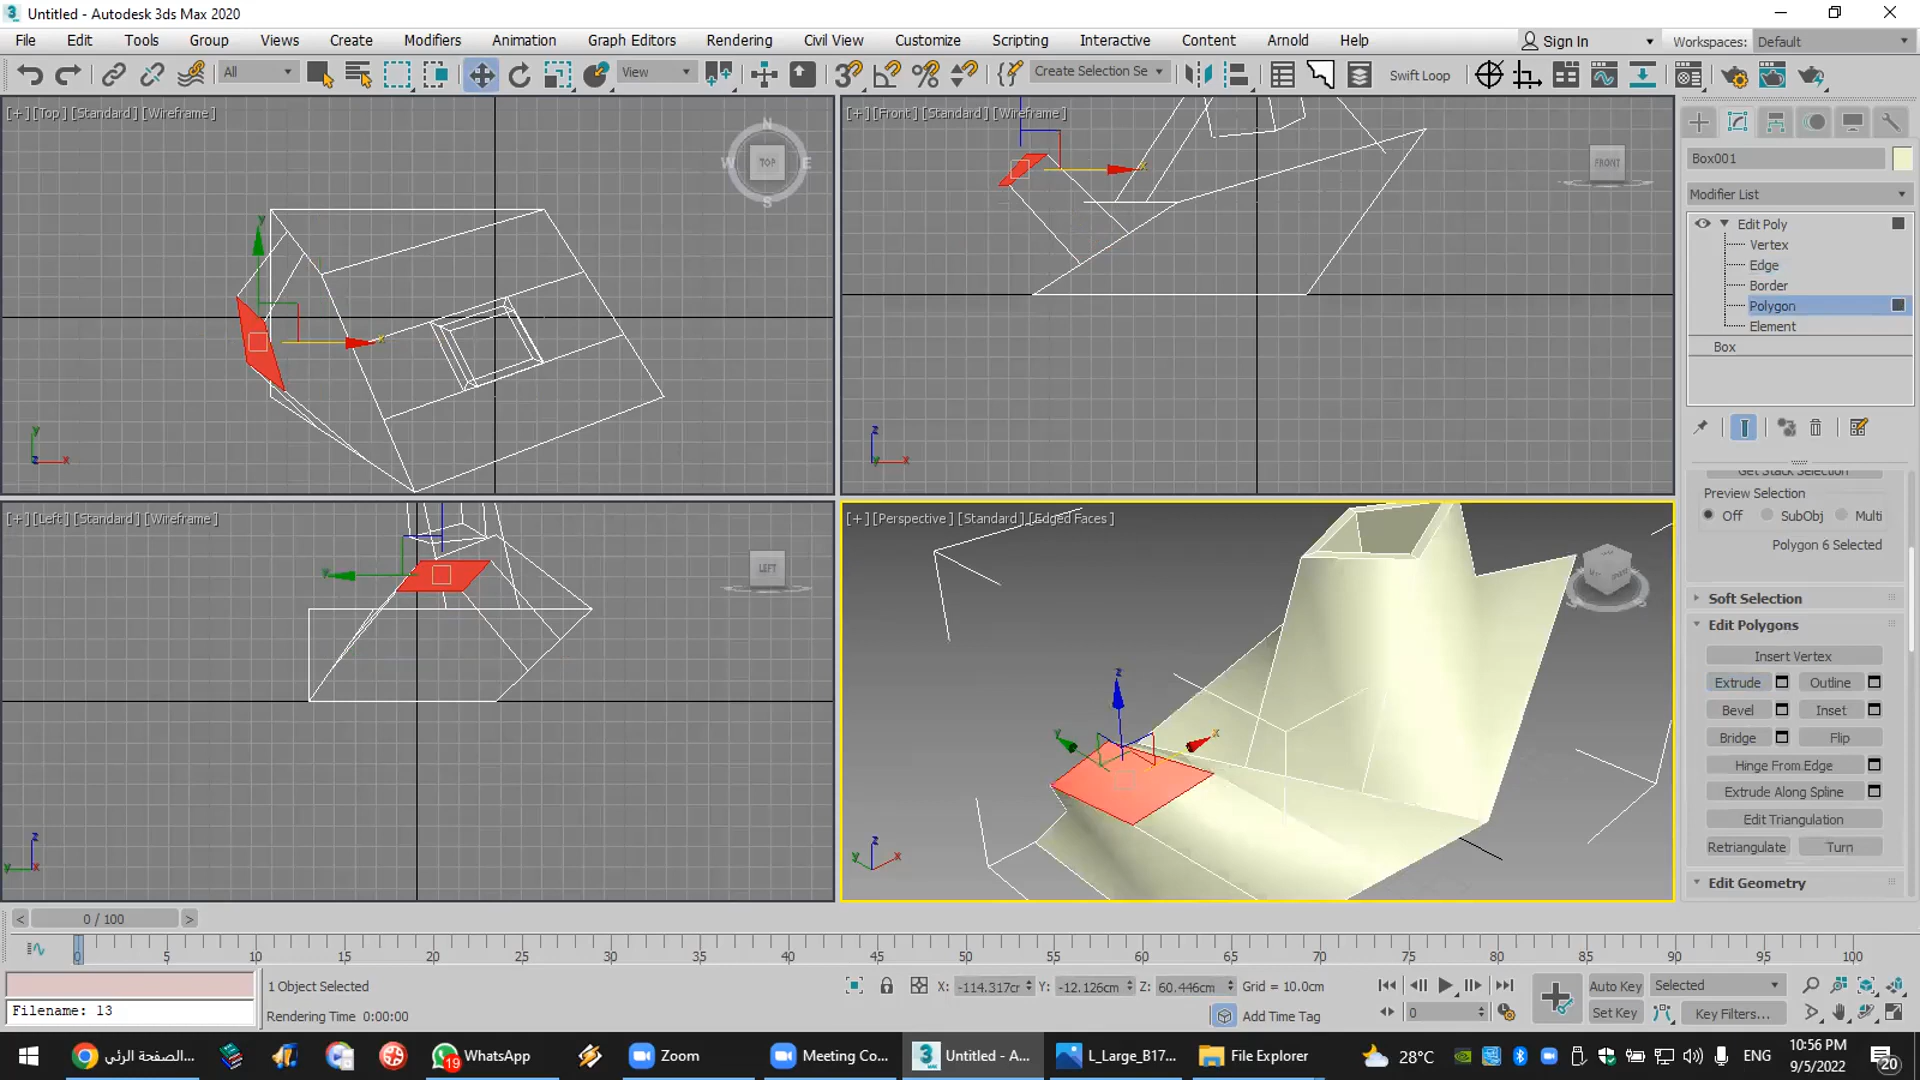 Untitled - Autodesk 3ds Max 2020
File Edit Tools Group Views Create Modifiers Animation Graph Editors Rendering Civil View Customize Scripting Interactive Content Arnold Help Sign In Workspaces: Default
All View Create Selection Se Swift Loop
[+] [Top] [Standard] [Wireframe]
N
W TOP E
S
y
x
y
z x
[+] [Front] [Standard] [Wireframe]
FRONT
x
z
y x
[+] [Left] [Standard] [Wireframe]
LEFT
y
z
y x
[+] [Perspective] [Standard] [Edged Faces]
z
y x
z
y x
Box001
Modifier List
Edit Poly
Vertex
Edge
Border
Polygon
Element
Box
Get Stack Selection
Preview Selection
Off SubObj Multi
Polygon 6 Selected
Soft Selection
Edit Polygons
Insert Vertex
Extrude Outline
Bevel Inset
Bridge Flip
Hinge From Edge
Extrude Along Spline
Edit Triangulation
Retriangulate Turn
Edit Geometry
< 0 / 100 >
0 5 10 15 20 25 30 35 40 45 50 55 60 65 70 75 80 85 90 95 100
1 Object Selected X: -114.317cr Y: -12.126cm Z: 60.446cm Grid = 10.0cm Auto Key Selected
Filename: 13 Rendering Time 0:00:00 Add Time Tag 0 Set Key Key Filters...
الصفحة الرئي... 19 WhatsApp Zoom Meeting Co... 3 Untitled - A... L_Large_B17... File Explorer 28°C ENG 10:56 PM
9/5/2022 20